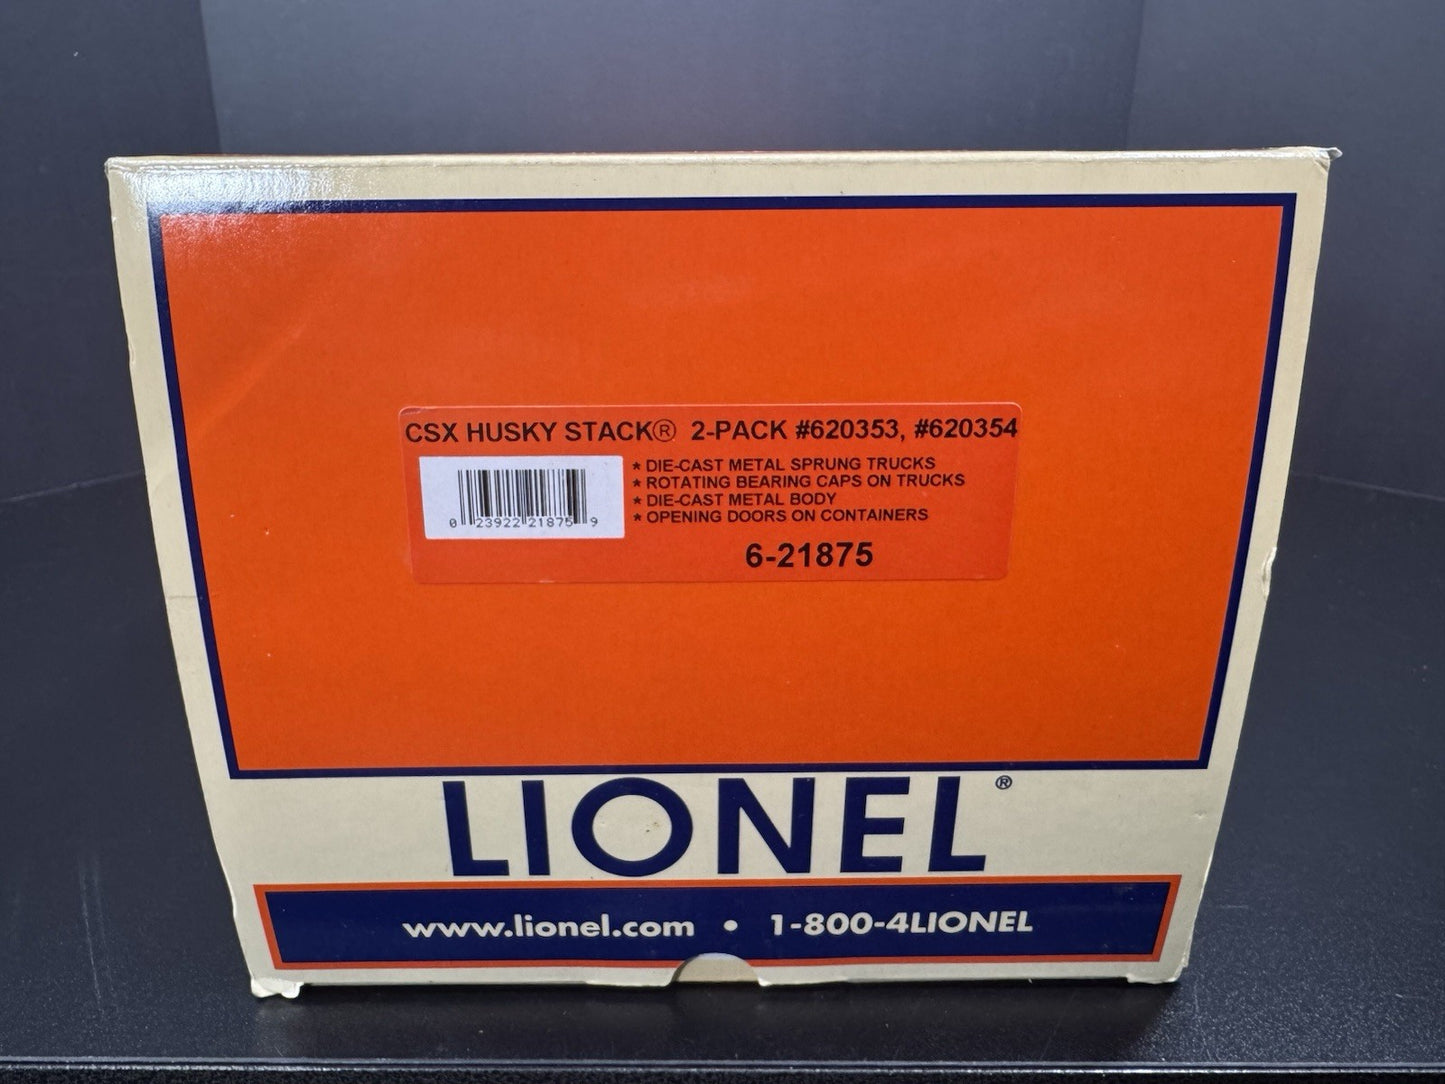 CSX HUSKY STACK® 2-PACK #620353, #620354
* DIE-CAST METAL SPRUNG TRUCKS
* ROTATING BEARING CAPS ON TRUCKS
* DIE-CAST METAL BODY
* OPENING DOORS ON CONTAINERS
0 23922 21875 9
6-21875
LIONEL®
www.lionel.com • 1-800-4LIONEL